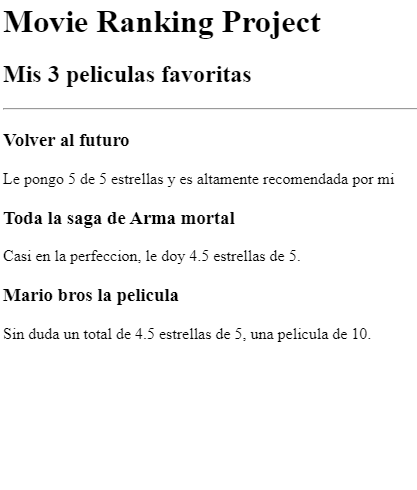 Movie Ranking Project
Mis 3 peliculas favoritas
Volver al futuro
Le pongo 5 de 5 estrellas y es altamente recomendada por mi
Toda la saga de Arma mortal
Casi en la perfeccion, le doy 4.5 estrellas de 5.
Mario bros la pelicula
Sin duda un total de 4.5 estrellas de 5, una pelicula de 10.